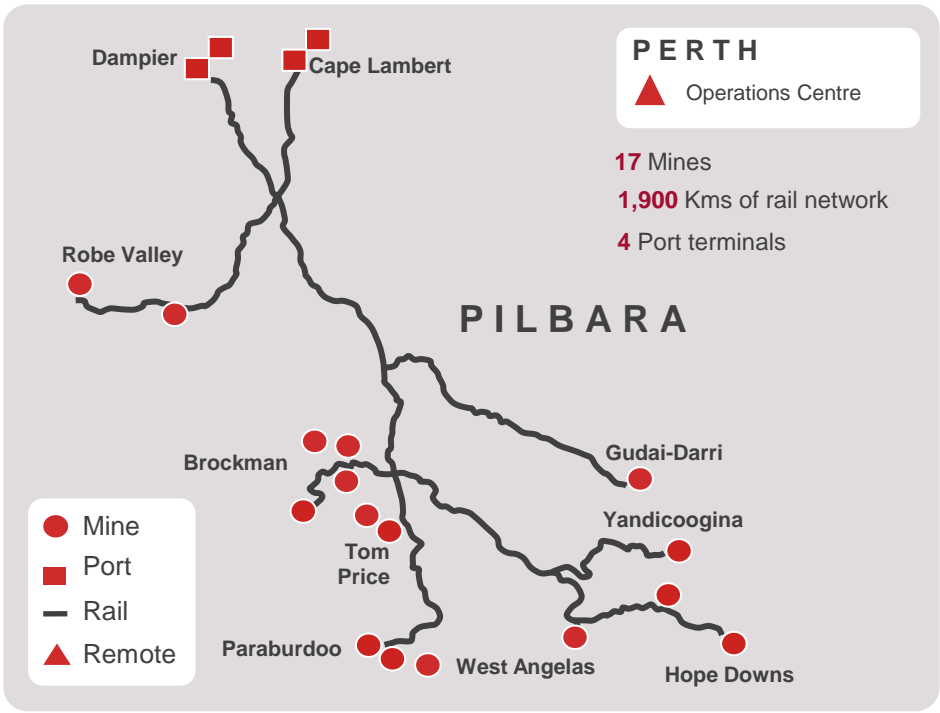 Dampier
Cape Lambert
PERTH
Operations Centre
17 Mines
1,900 Kms of rail network
4 Port terminals
Robe Valley
PILBARA
Brockman
Gudai-Darri
Yandicoogina
Tom
Price
Paraburdoo
West Angelas
Hope Downs
Mine
Port
Rail
Remote